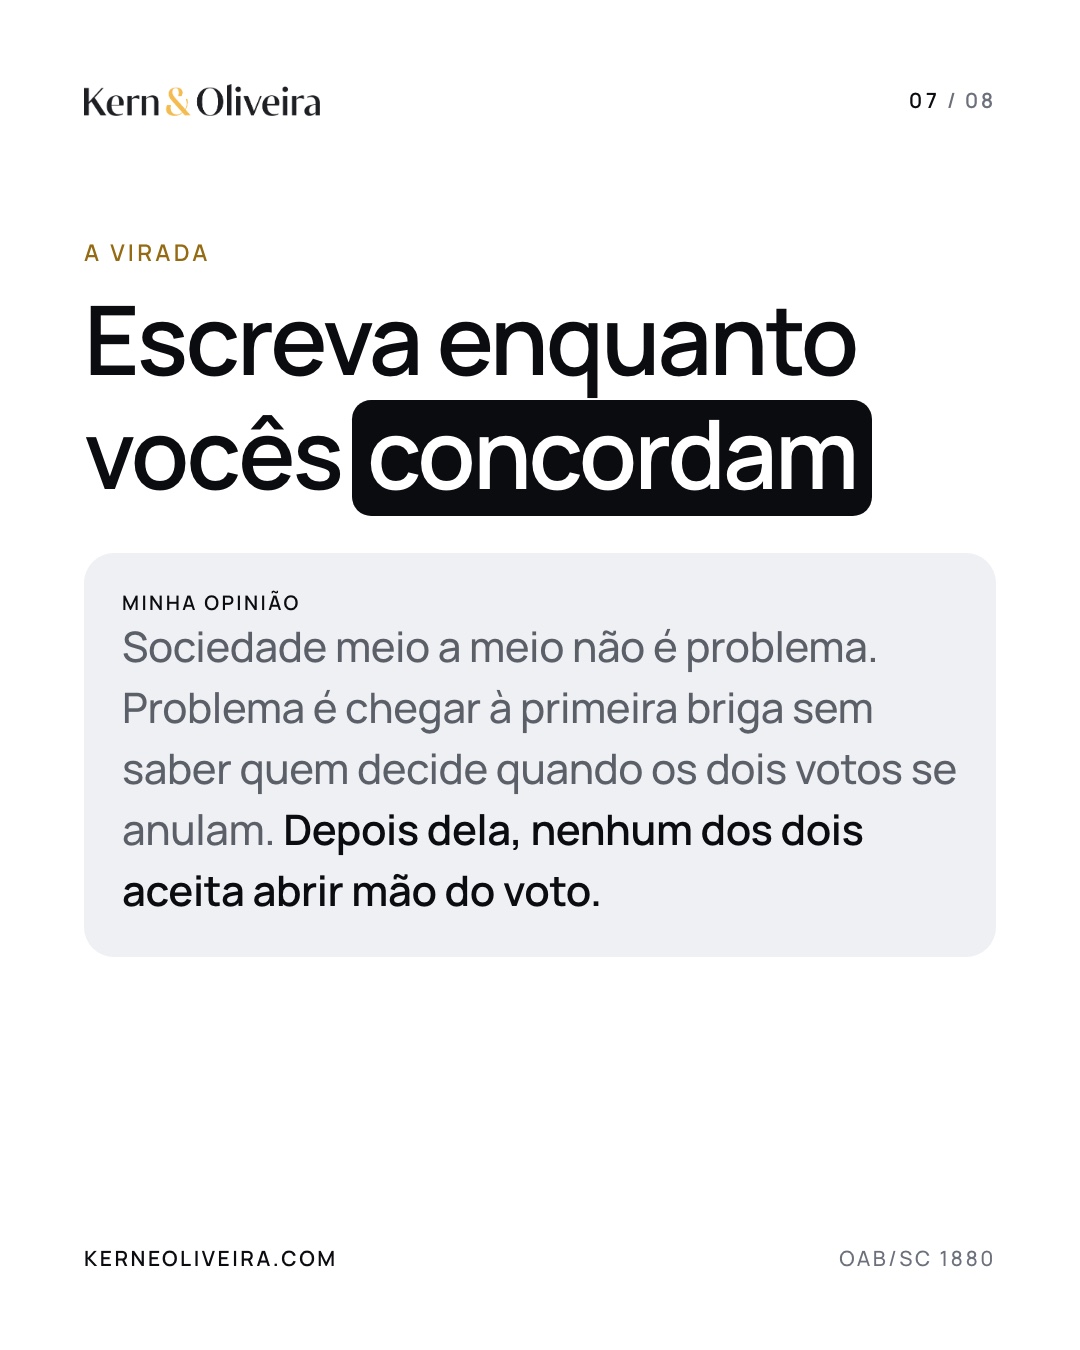 Kern & Oliveira
07 / 08
A VIRADA
Escreva enquanto
vocês concordam
MINHA OPINIÃO
Sociedade meio a meio não é problema.
Problema é chegar à primeira briga sem
saber quem decide quando os dois votos se
anulam. Depois dela, nenhum dos dois
aceita abrir mão do voto.
KERNEOLIVEIRA.COM
OAB/SC 1880